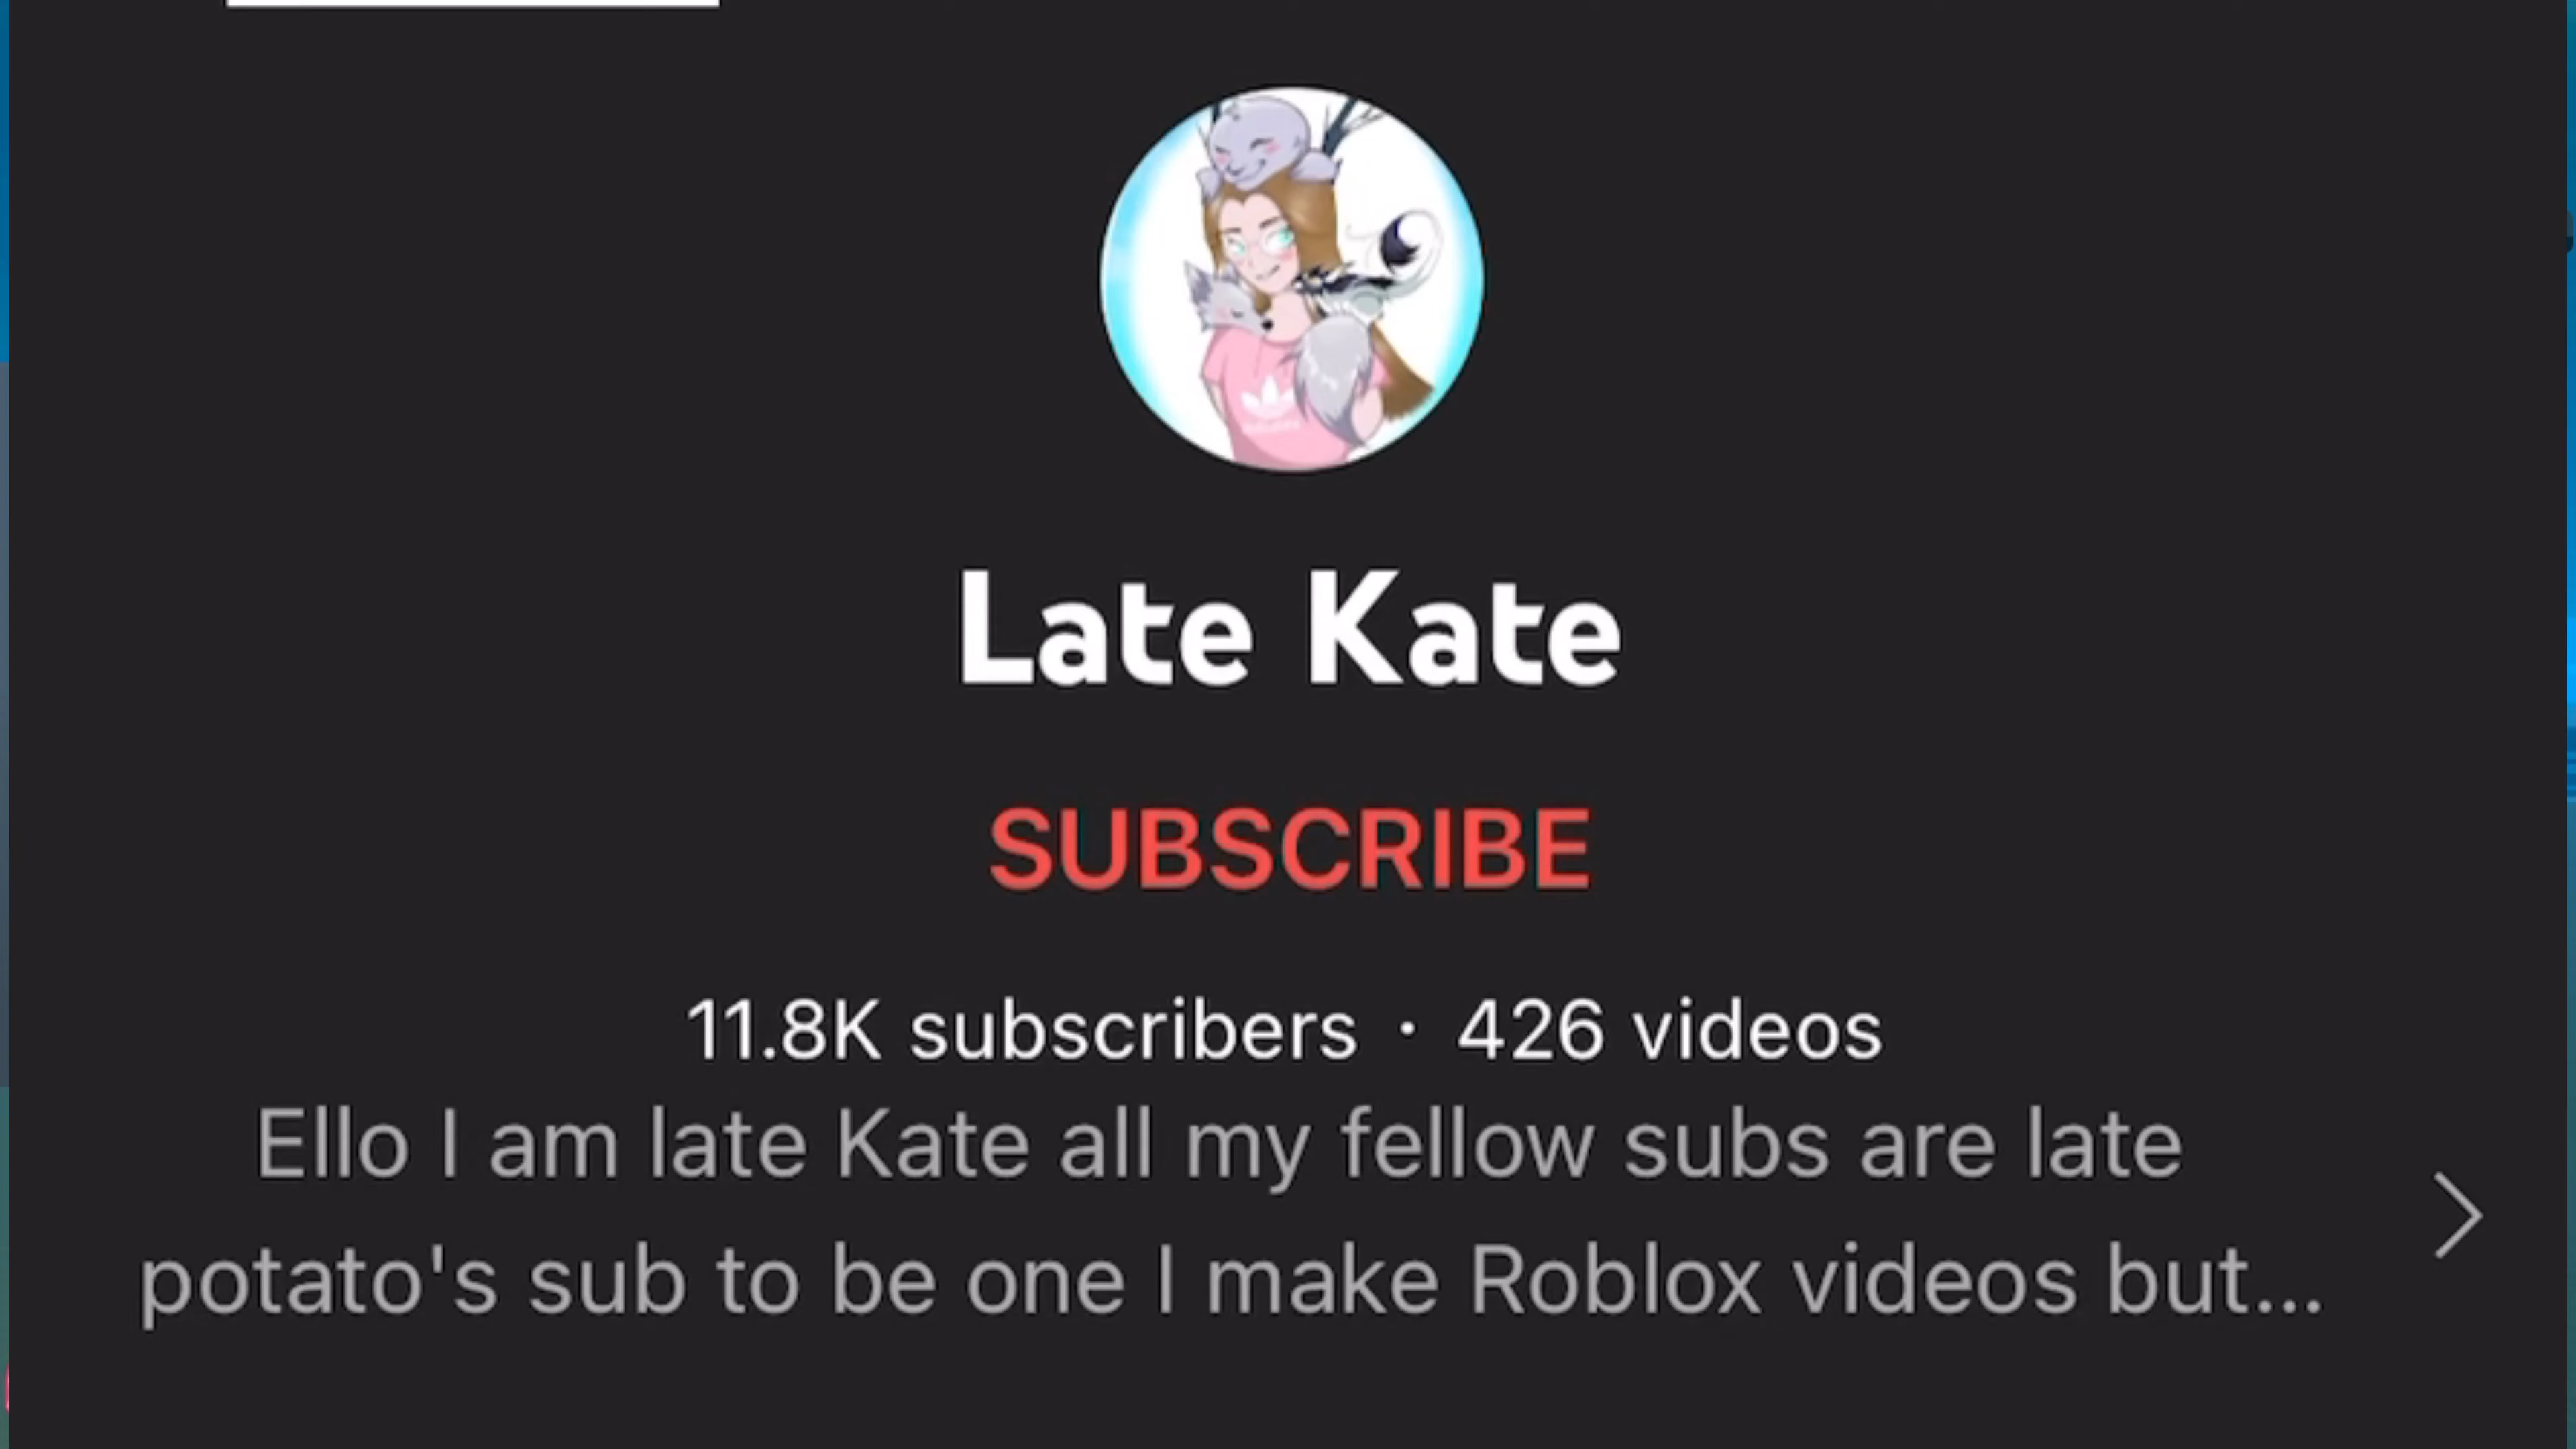 Late Kate
SUBSCRIBE
11.8K subscribers · 426 videos
Ello I am late Kate all my fellow subs are late
potato's sub to be one I make Roblox videos but...